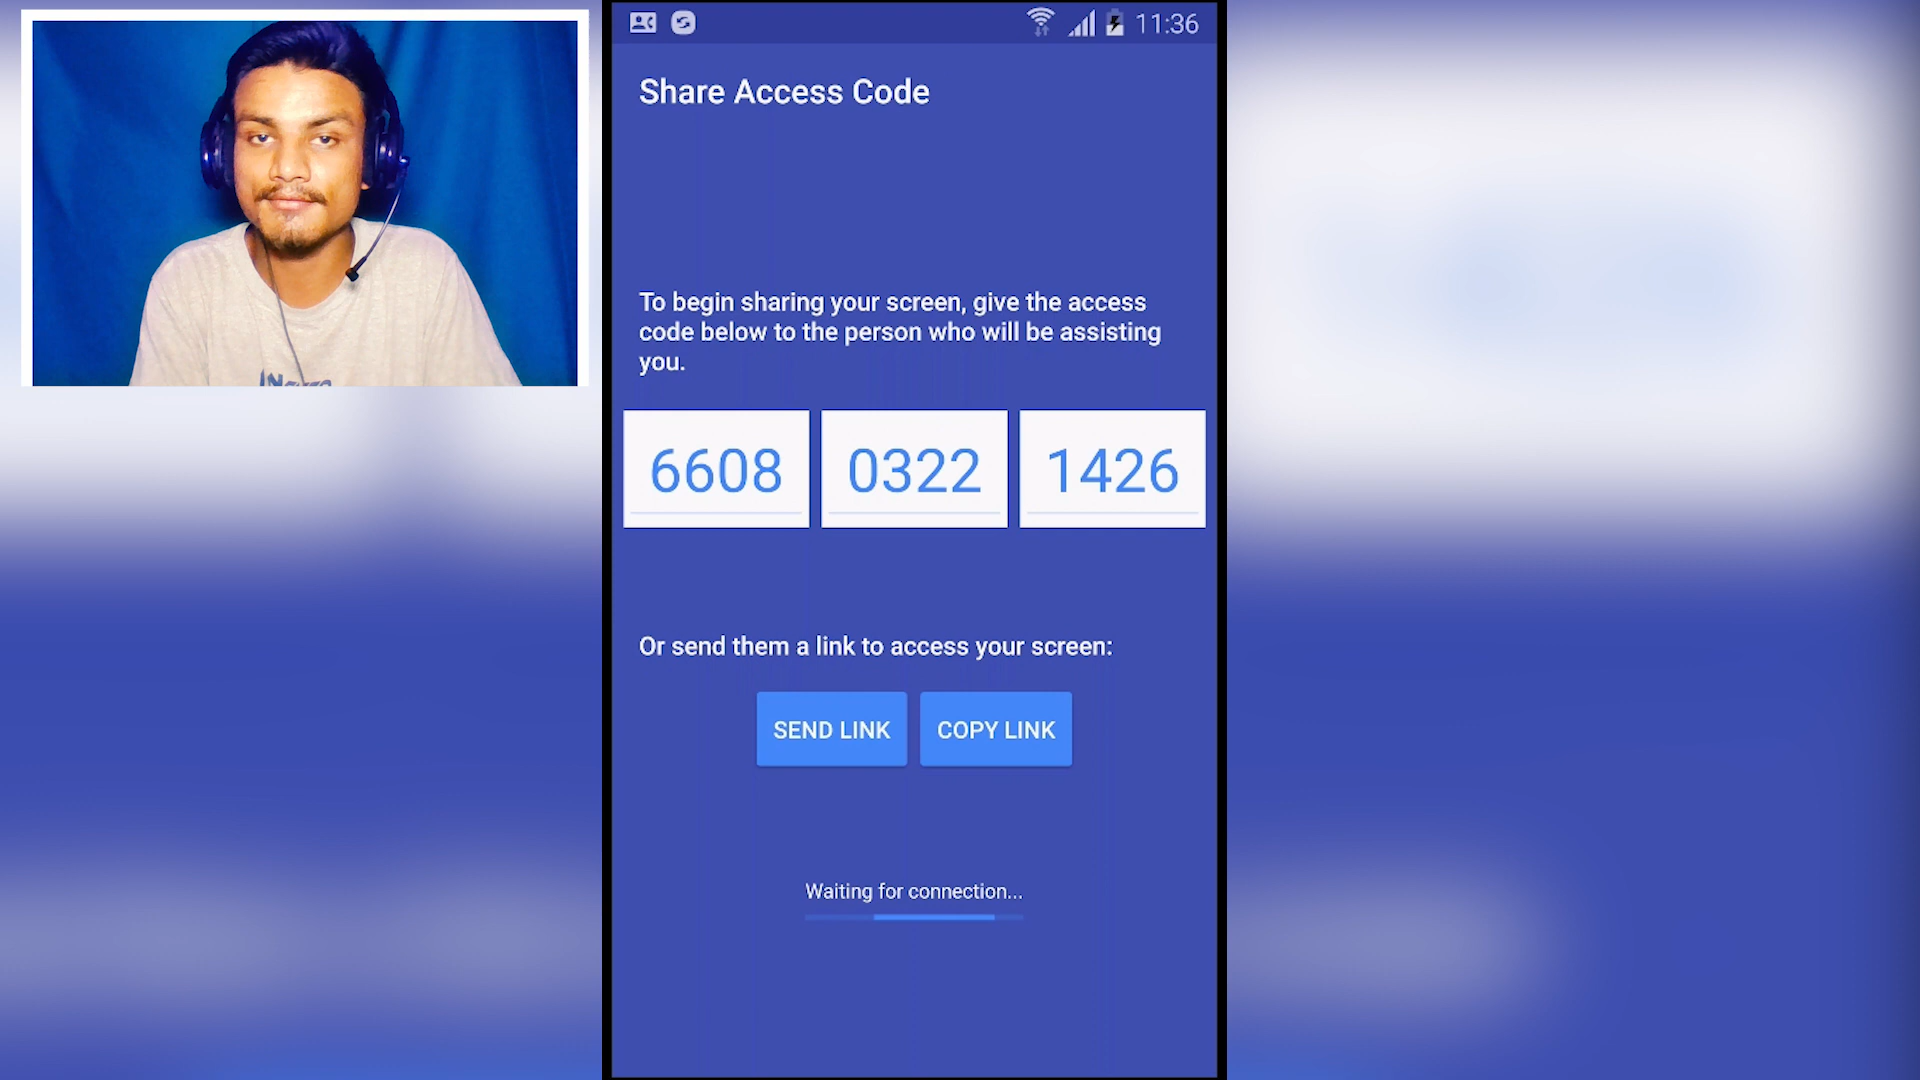 11:36
Share Access Code
To begin sharing your screen, give the access
code below to the person who will be assisting
you.
6608 0322 1426
Or send them a link to access your screen:
SEND LINK COPY LINK
Waiting for connection...